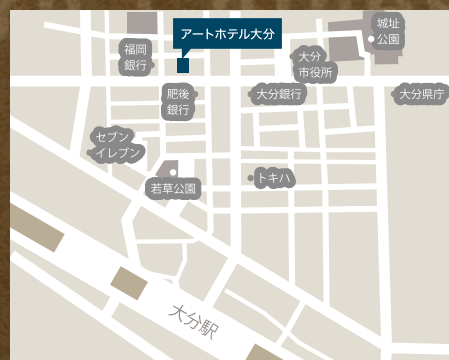 アートホテル大分
城址
公園
福岡
銀行
大分
市役所
肥後
銀行
大分銀行
大分県庁
セブン
イレブン
若草公園
トキハ
大分駅